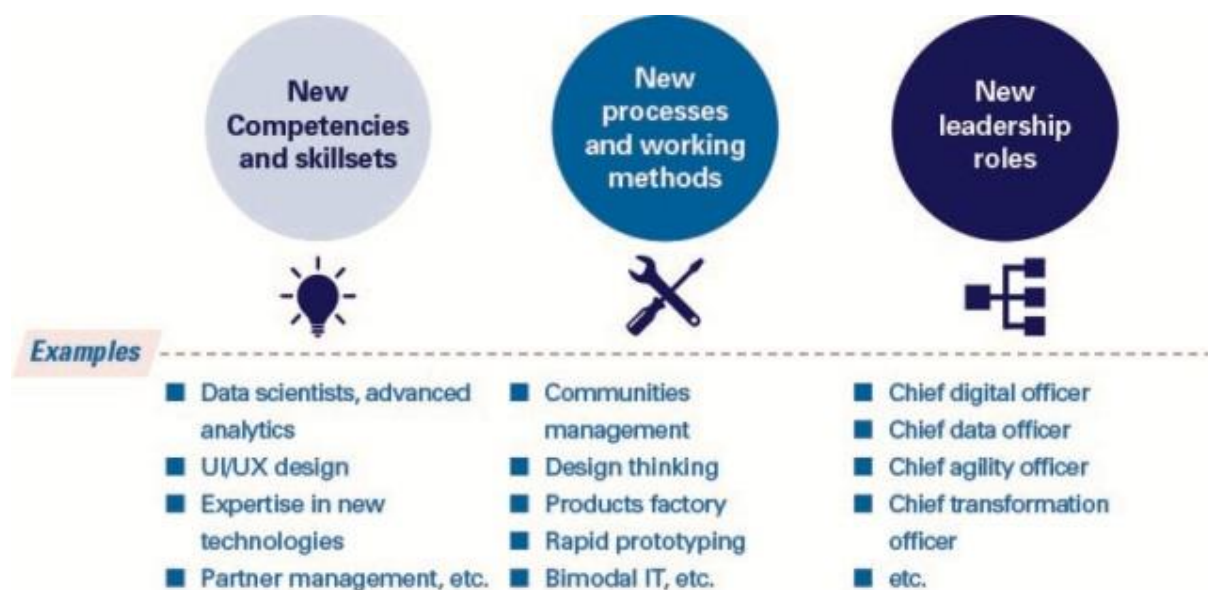 New
Competencies
and skillsets
New
processes
and working
methods
New
leadership
roles
Examples
Data scientists, advanced
analytics
UI/UX design
Expertise in new
technologies
Partner management, etc.
Communities
management
Design thinking
Products factory
Rapid prototyping
Bimodal IT, etc.
Chief digital officer
Chief data officer
Chief agility officer
Chief transformation
officer
etc.